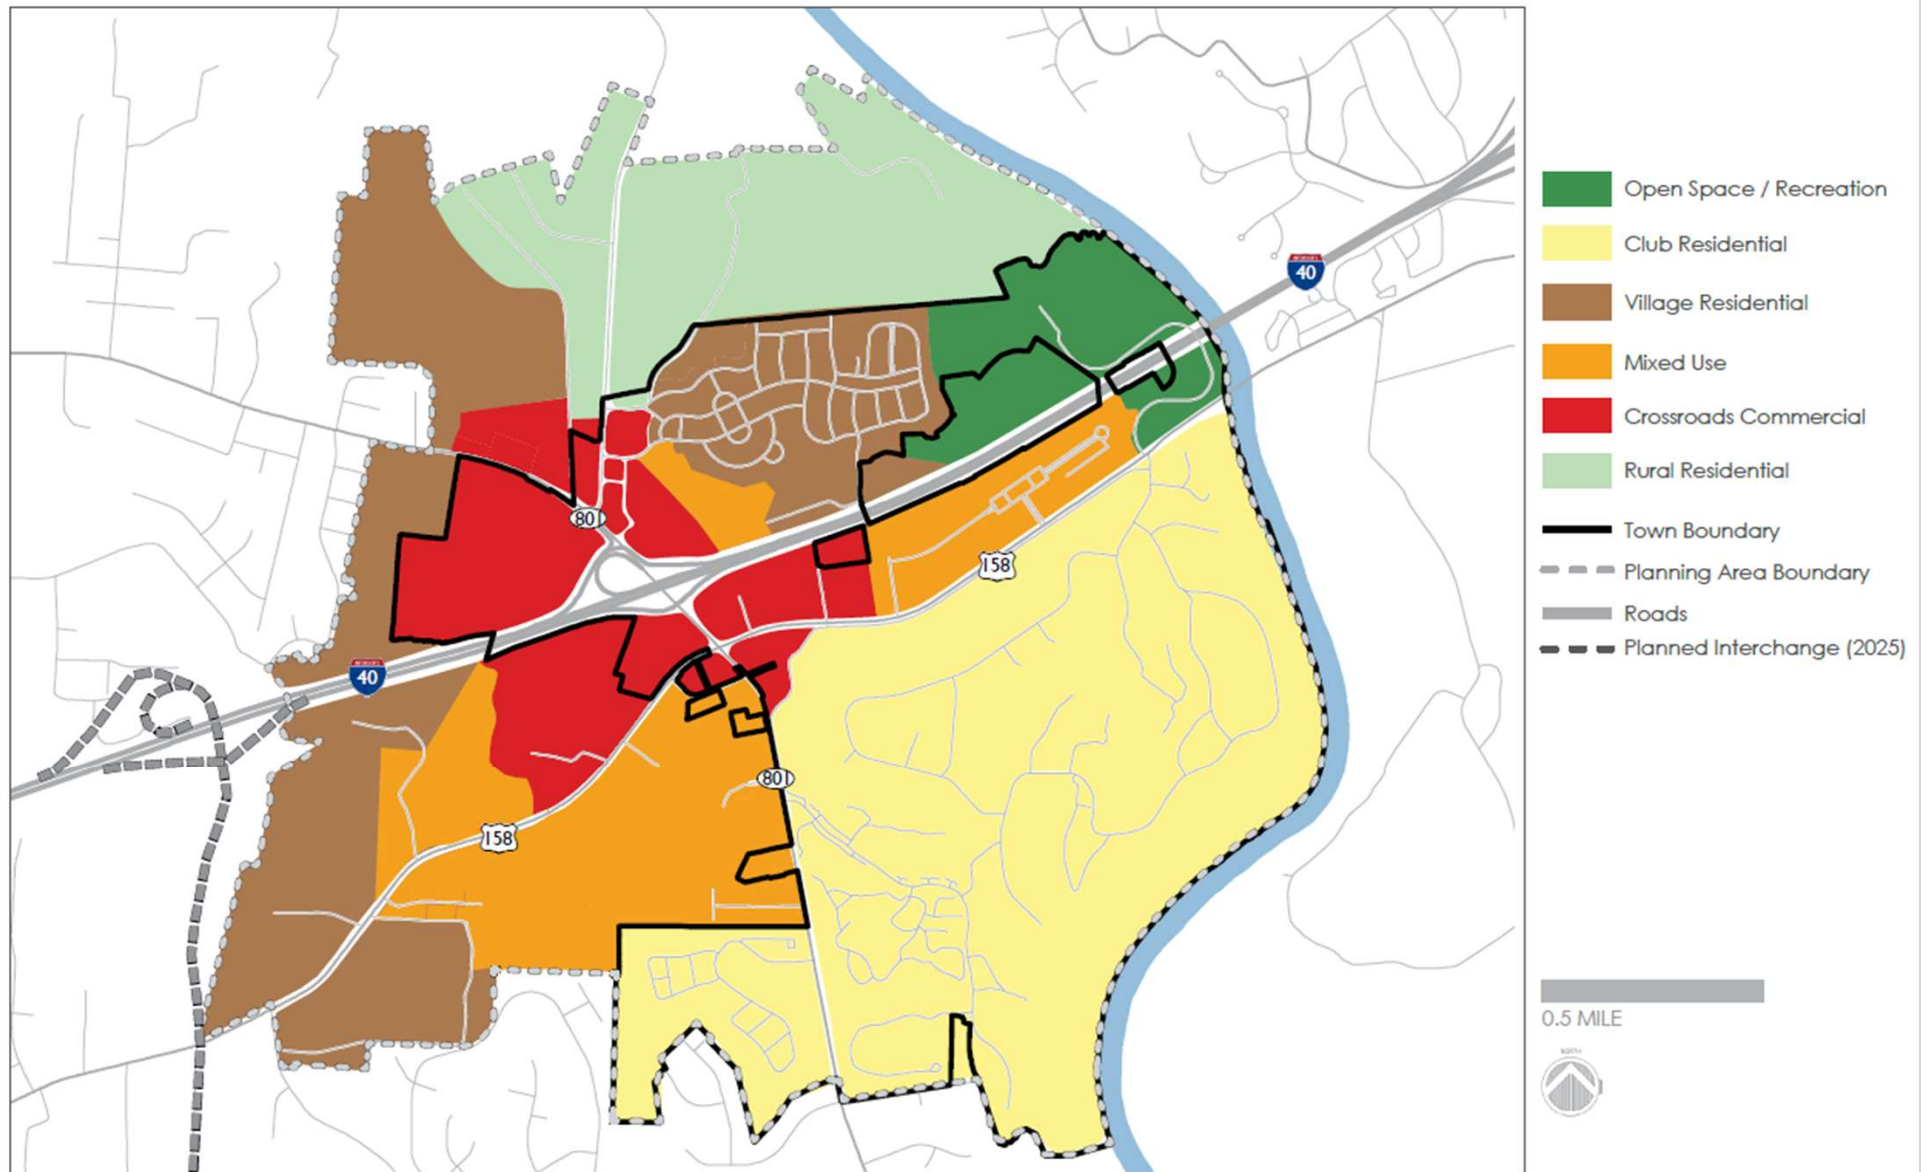 Open Space / Recreation
Club Residential
Village Residential
Mixed Use
Crossroads Commercial
Rural Residential
Town Boundary
Planning Area Boundary
Roads
Planned Interchange (2025)
40
801
158
40
801
158
0.5 MILE
NORTH